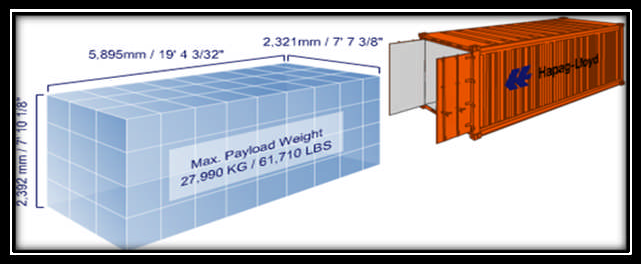 5,895mm / 19' 4 3/32"
2,321mm / 7' 7 3/8"
2,392 mm / 7' 10 1/8"
Max. Payload Weight
27,990 KG / 61,710 LBS
Hapag-Lloyd